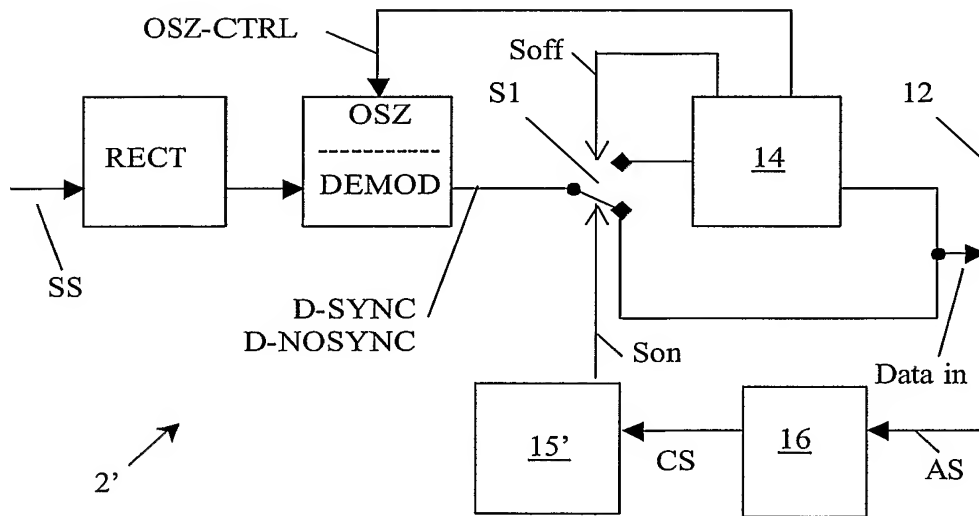 OSZ-CTRL
Soff
S1
12
RECT
OSZ
DEMOD
14
SS
D-SYNC
D-NOSYNC
Son
Data in
2'
15'
CS
16
AS